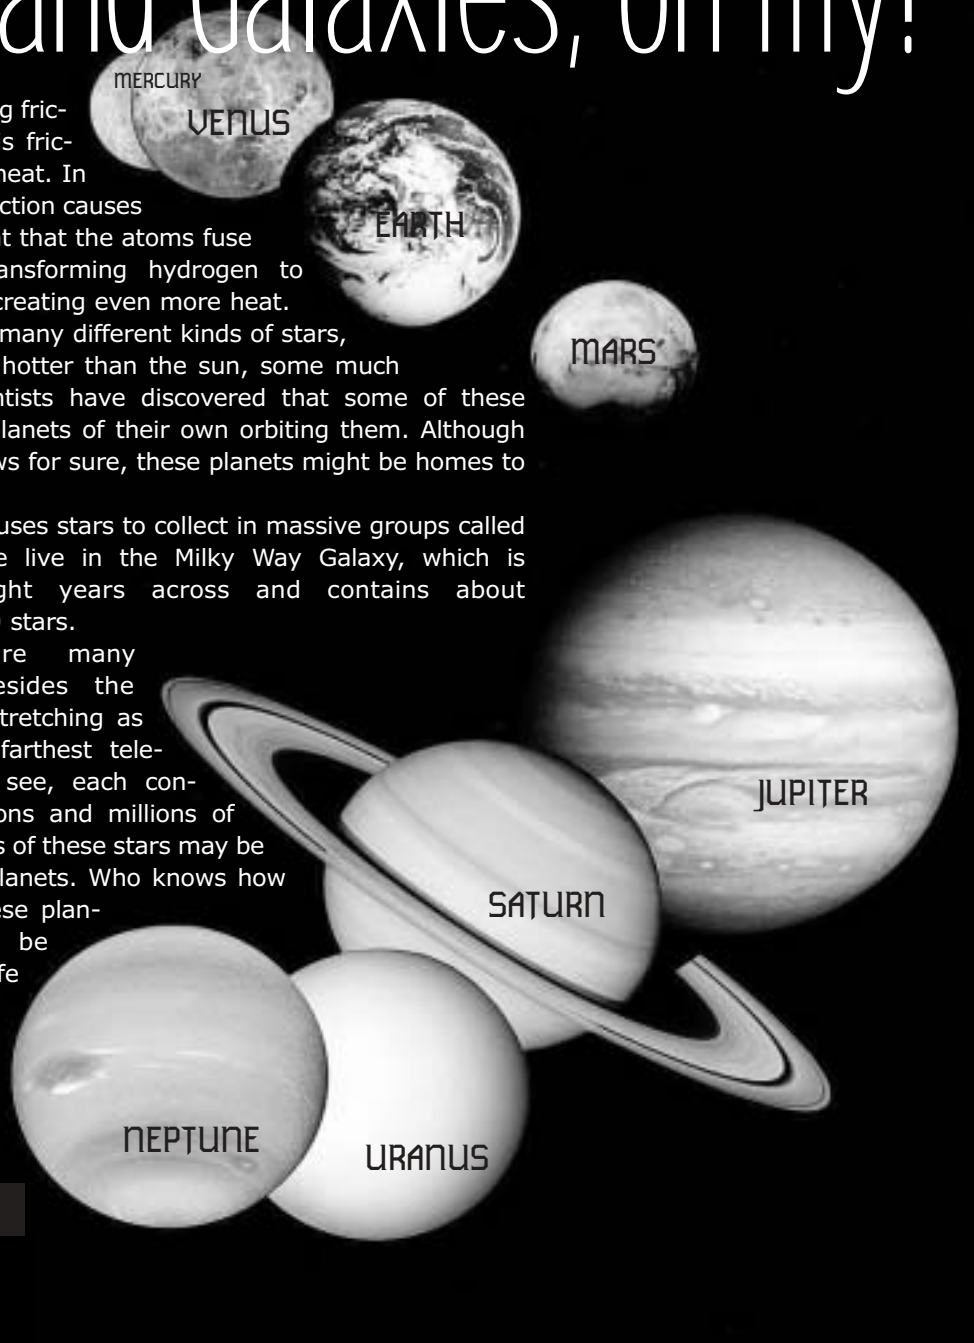 and Galaxies, oh my!
MERCURY
VENUS
EARTH
MARS
JUPITER
SATURN
NEPTUNE
URANUS
g fric-
s fric-
heat. In
ction causes
t that the atoms fuse
ansforming hydrogen to
creating even more heat.
many different kinds of stars,
hotter than the sun, some much
ntists have discovered that some of these
lanets of their own orbiting them. Although
ws for sure, these planets might be homes to
uses stars to collect in massive groups called
e live in the Milky Way Galaxy, which is
ght years across and contains about
stars.
re many
esides the
tretching as
farthest tele-
see, each con-
ons and millions of
s of these stars may be
lanets. Who knows how
ese plan-
be
fe